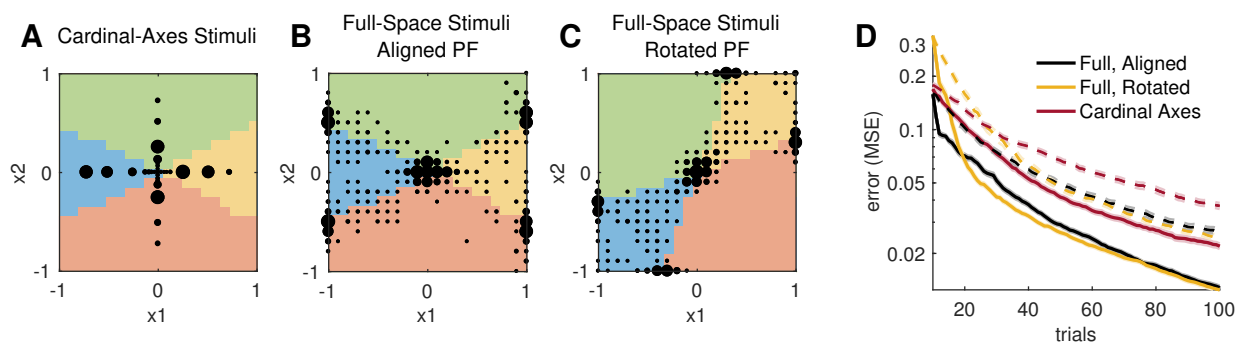 A Cardinal-Axes Stimuli
B Full-Space Stimuli
Aligned PF
C Full-Space Stimuli
Rotated PF
D
1
0
-1
x2
-1 0 1
x1
1
0
-1
x2
-1 0 1
x1
1
0
-1
x2
-1 0 1
x1
0.3
0.2
0.1
0.05
0.02
error (MSE)
Full, Aligned
Full, Rotated
Cardinal Axes
20 40 60 80 100
trials